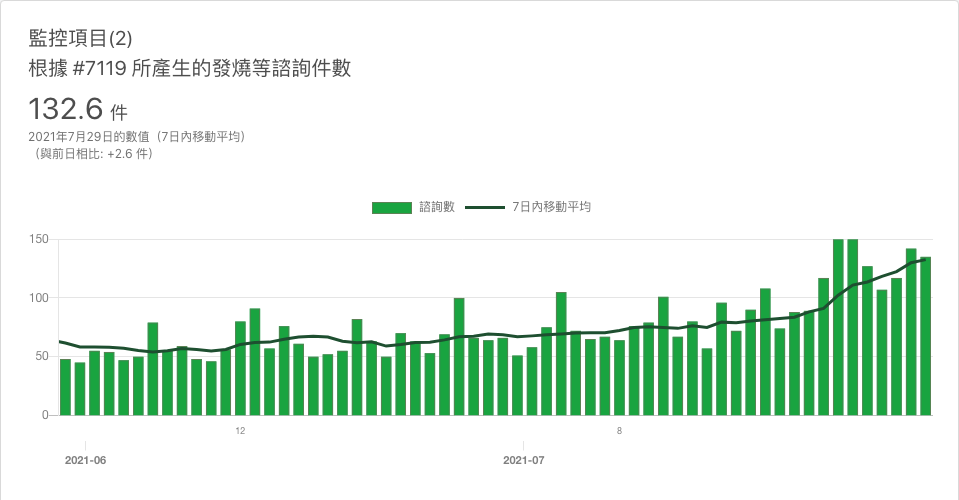 監控項目(2)
根據 #7119 所產生的發燒等諮詢件數
132.6 件
2021年7月29日的數值（7日內移動平均）
（與前日相比: +2.6 件）
諮詢數 7日內移動平均
150
100
50
0
12 8
2021-06 2021-07